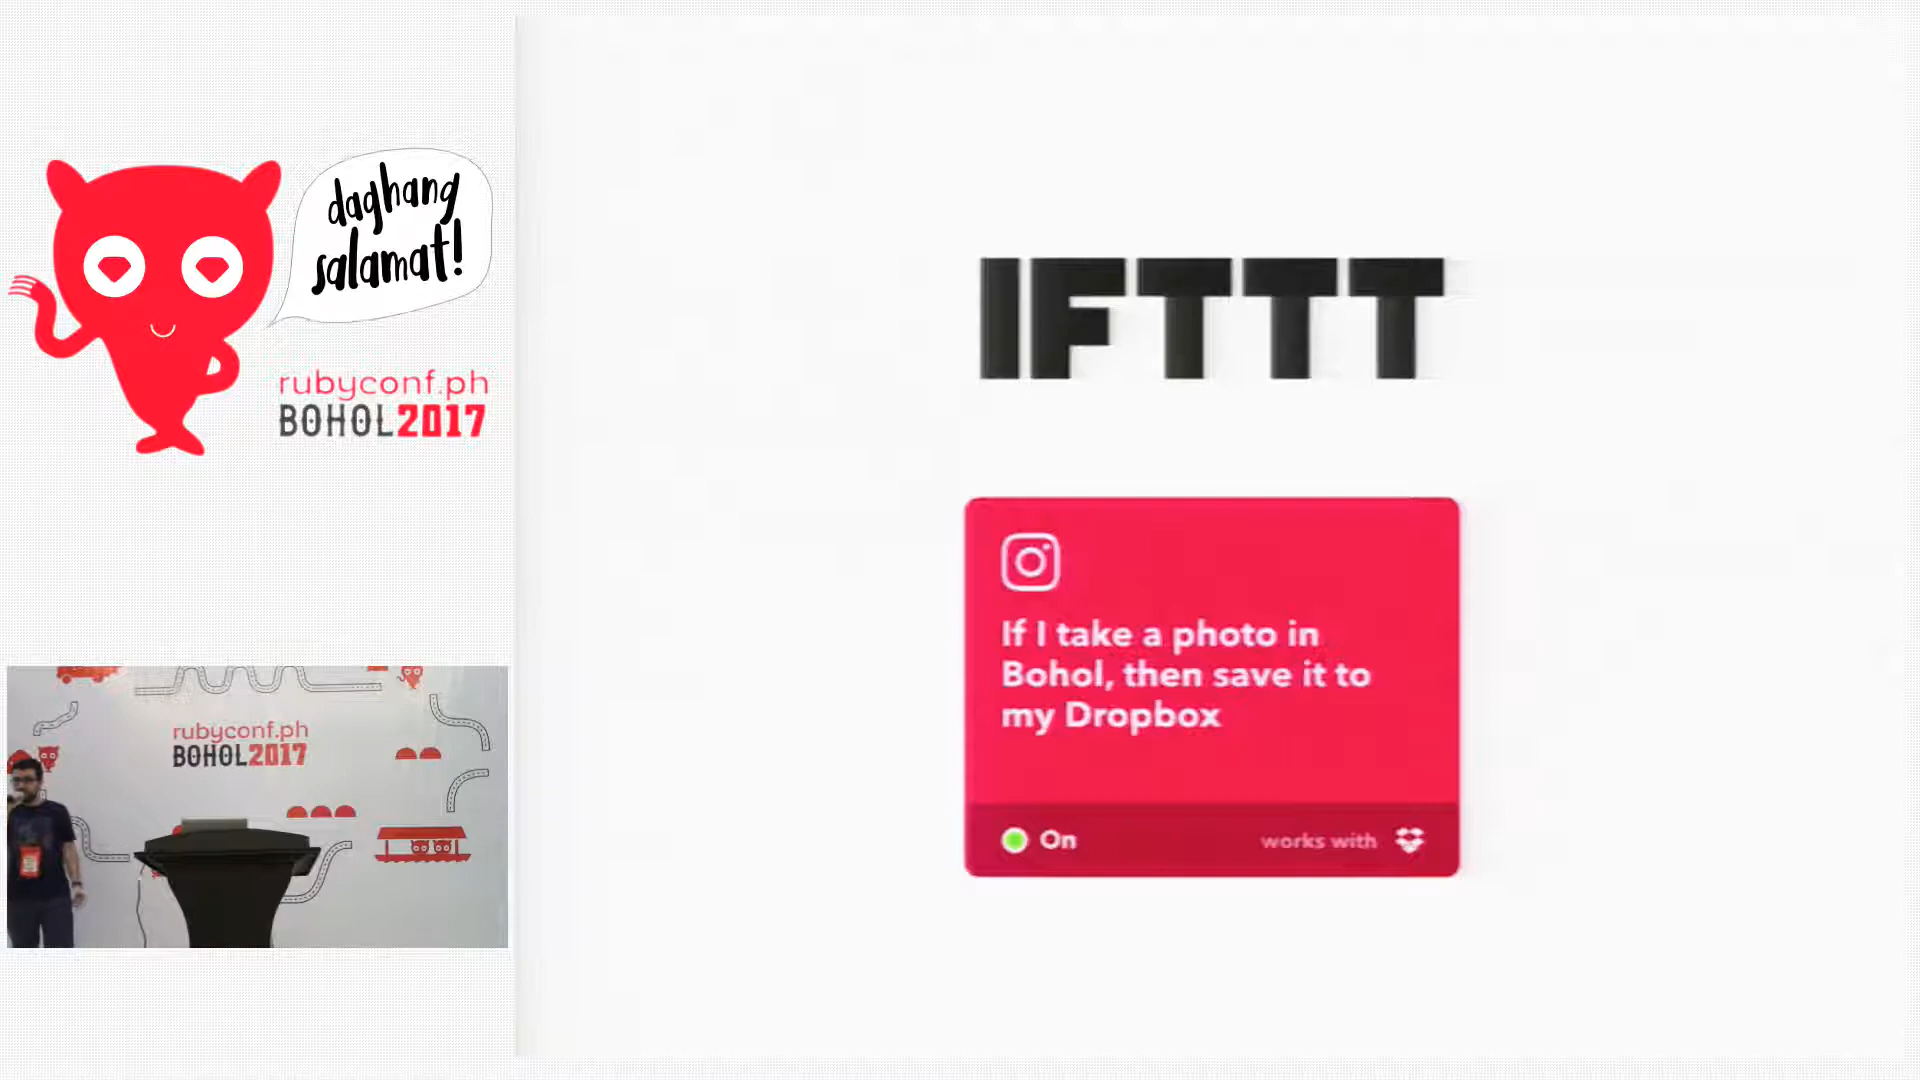 daghang
salamat!
rubyconf.ph
BOHOL2017
IFTTT
If I take a photo in
Bohol, then save it to
my Dropbox
On
works with
rubyconf.ph
BOHOL2017